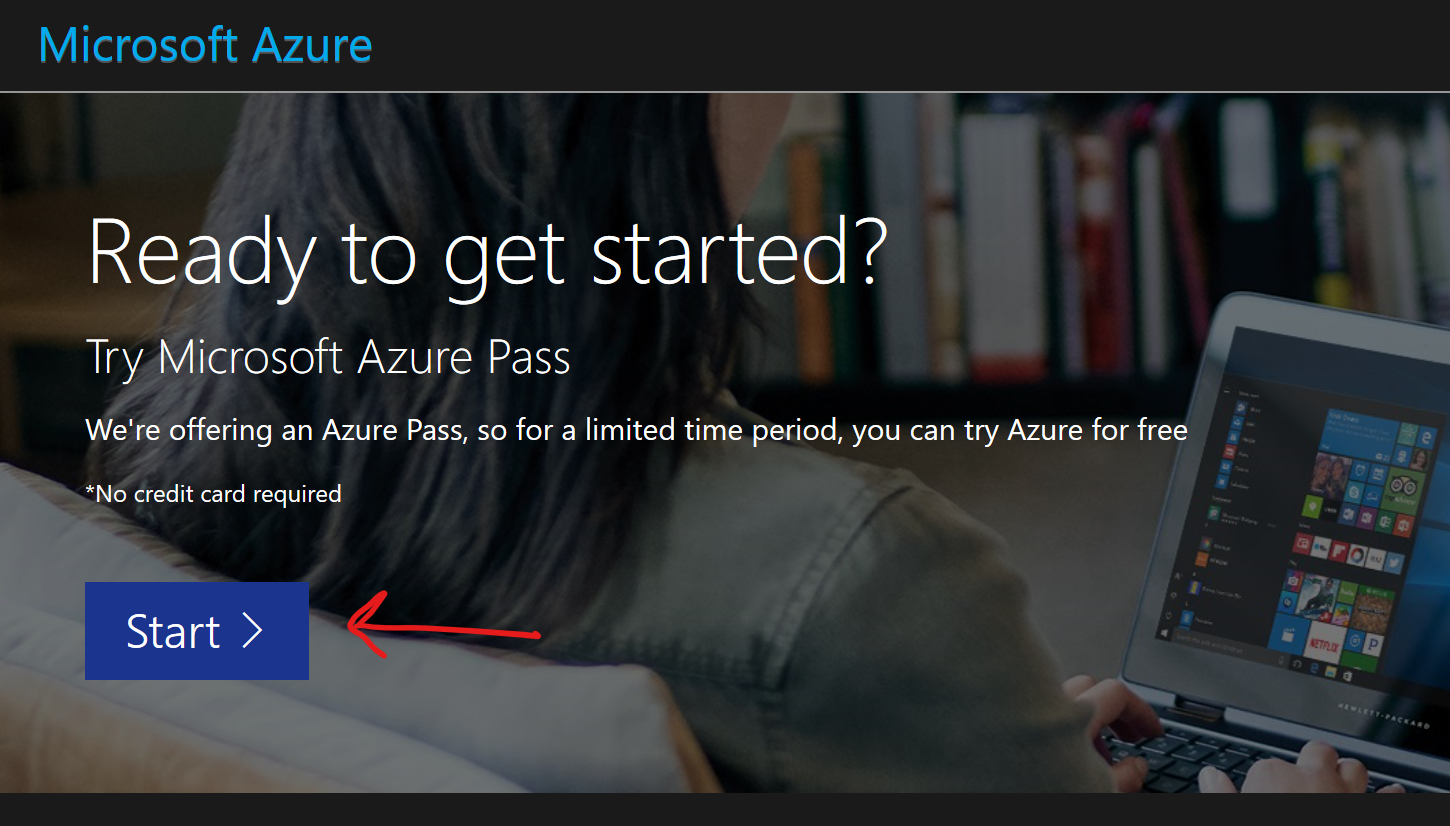 Microsoft Azure
Ready to get started?
Try Microsoft Azure Pass
We're offering an Azure Pass, so for a limited time period, you can try Azure for free
*No credit card required
Start >
NETFLIX
HEWLETT-PACKARD